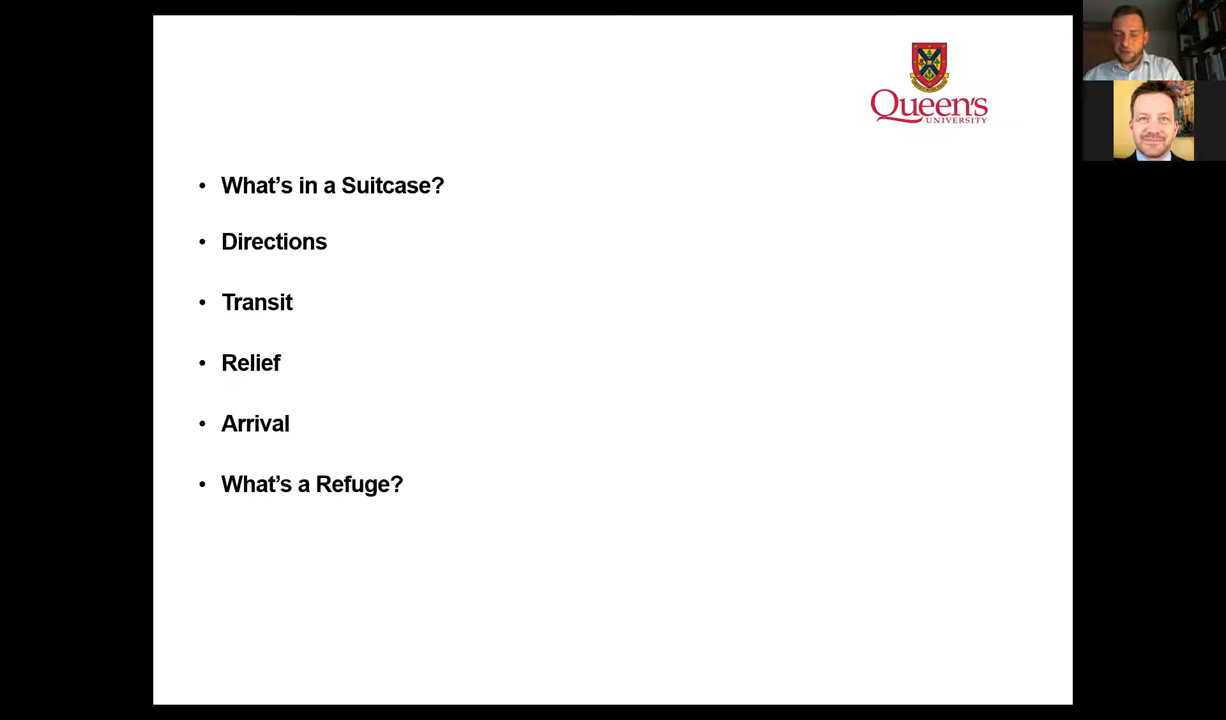 Queen's
UNIVERSITY
• What's in a Suitcase?
• Directions
• Transit
• Relief
• Arrival
• What's a Refuge?